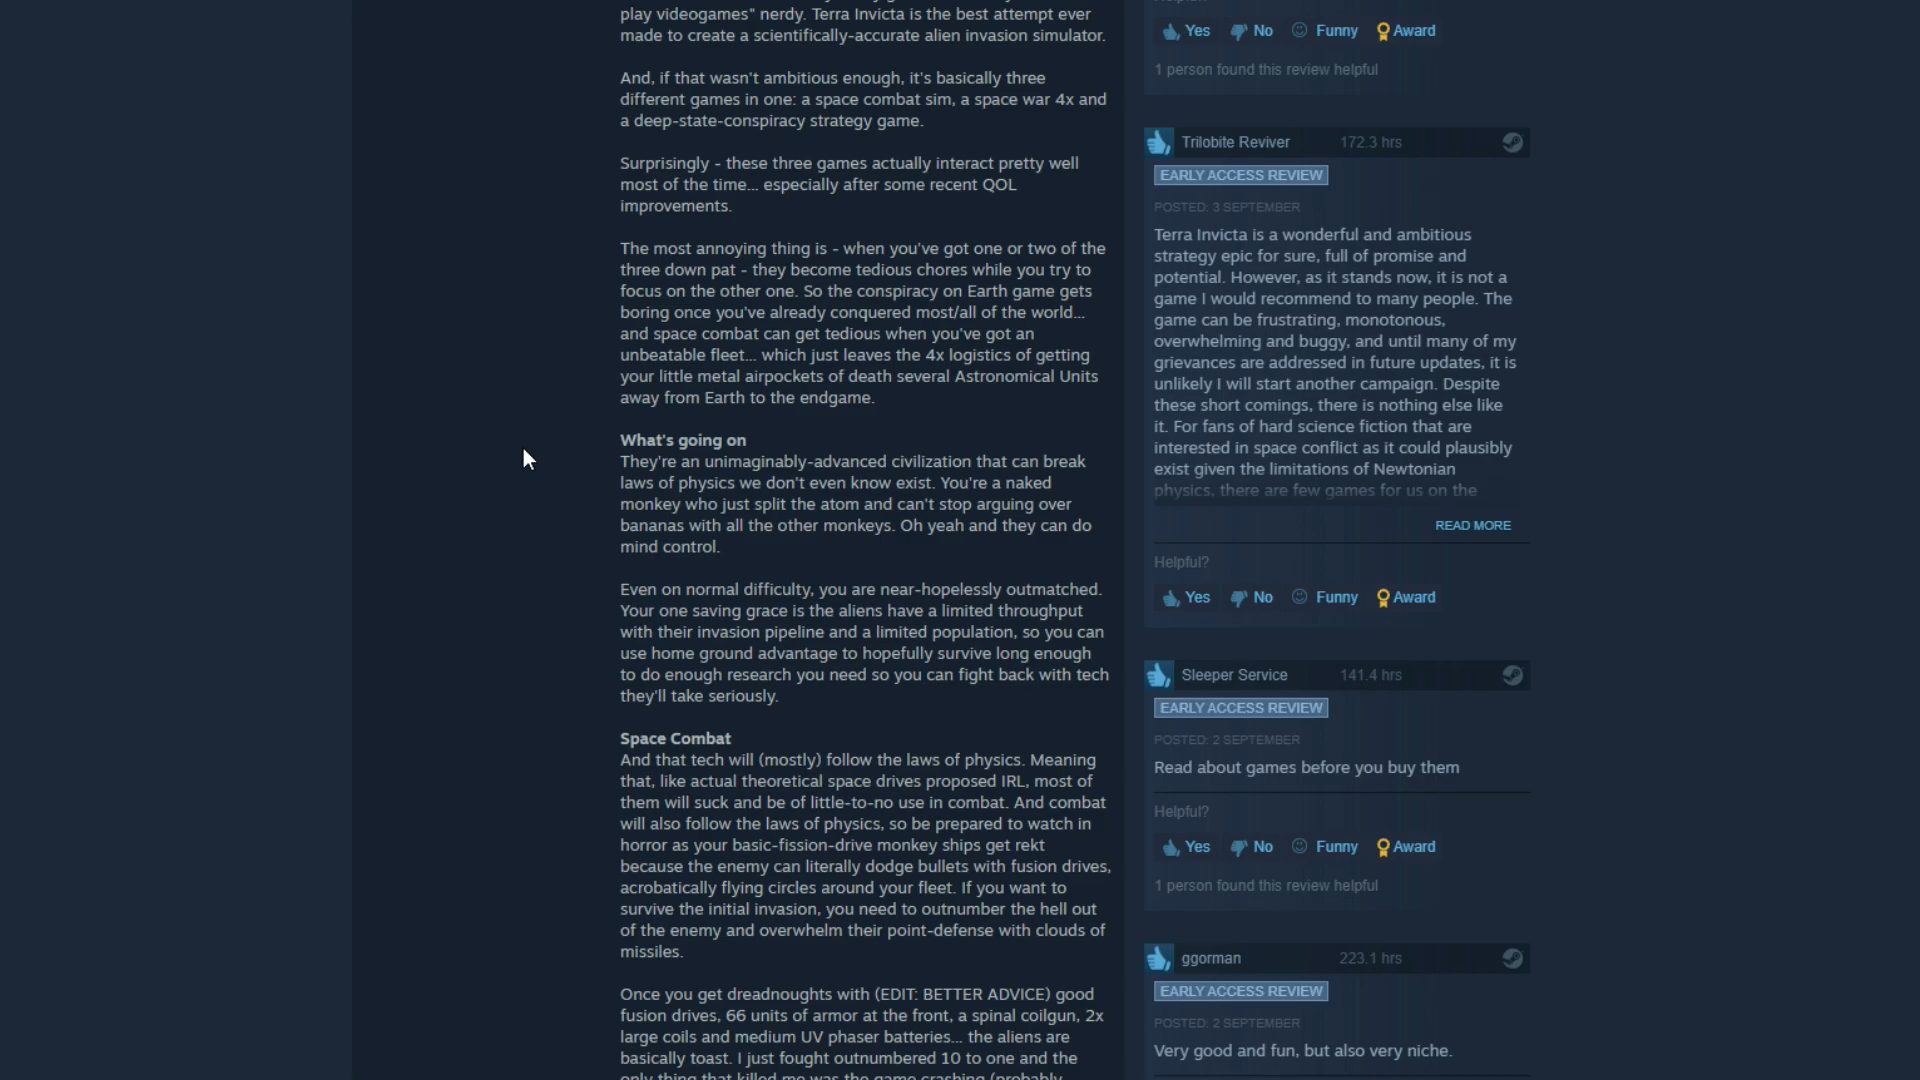 play videogames" nerdy. Terra Invicta is the best attempt ever
made to create a scientifically-accurate alien invasion simulator.
And, if that wasn't ambitious enough, it's basically three
different games in one: a space combat sim, a space war 4x and
a deep-state-conspiracy strategy game.
Surprisingly - these three games actually interact pretty well
most of the time... especially after some recent QOL
improvements.
The most annoying thing is - when you've got one or two of the
three down pat - they become tedious chores while you try to
focus on the other one. So the conspiracy on Earth game gets
boring once you've already conquered most/all of the world...
and space combat can get tedious when you've got an
unbeatable fleet... which just leaves the 4x logistics of getting
your little metal airpockets of death several Astronomical Units
away from Earth to the endgame.
What's going on
They're an unimaginably-advanced civilization that can break
laws of physics we don't even know exist. You're a naked
monkey who just split the atom and can't stop arguing over
bananas with all the other monkeys. Oh yeah and they can do
mind control.
Even on normal difficulty, you are near-hopelessly outmatched.
Your one saving grace is the aliens have a limited throughput
with their invasion pipeline and a limited population, so you can
use home ground advantage to hopefully survive long enough
to do enough research you need so you can fight back with tech
they'll take seriously.
Space Combat
And that tech will (mostly) follow the laws of physics. Meaning
that, like actual theoretical space drives proposed IRL, most of
them will suck and be of little-to-no use in combat. And combat
will also follow the laws of physics, so be prepared to watch in
horror as your basic-fission-drive monkey ships get rekt
because the enemy can literally dodge bullets with fusion drives,
acrobatically flying circles around your fleet. If you want to
survive the initial invasion, you need to outnumber the hell out
of the enemy and overwhelm their point-defense with clouds of
missiles.
Once you get dreadnoughts with (EDIT: BETTER ADVICE) good
fusion drives, 66 units of armor at the front, a spinal coilgun, 2x
large coils and medium UV phaser batteries... the aliens are
basically toast. I just fought outnumbered 10 to one and the
only thing that killed me was the game crashing (probably
Yes No Funny Award
1 person found this review helpful
Trilobite Reviver 172.3 hrs
EARLY ACCESS REVIEW
POSTED: 3 SEPTEMBER
Terra Invicta is a wonderful and ambitious
strategy epic for sure, full of promise and
potential. However, as it stands now, it is not a
game I would recommend to many people. The
game can be frustrating, monotonous,
overwhelming and buggy, and until many of my
grievances are addressed in future updates, it is
unlikely I will start another campaign. Despite
these short comings, there is nothing else like
it. For fans of hard science fiction that are
interested in space conflict as it could plausibly
exist given the limitations of Newtonian
physics, there are few games for us on the
READ MORE
Helpful?
Yes No Funny Award
Sleeper Service 141.4 hrs
EARLY ACCESS REVIEW
POSTED: 2 SEPTEMBER
Read about games before you buy them
Helpful?
Yes No Funny Award
1 person found this review helpful
ggorman 223.1 hrs
EARLY ACCESS REVIEW
POSTED: 2 SEPTEMBER
Very good and fun, but also very niche.